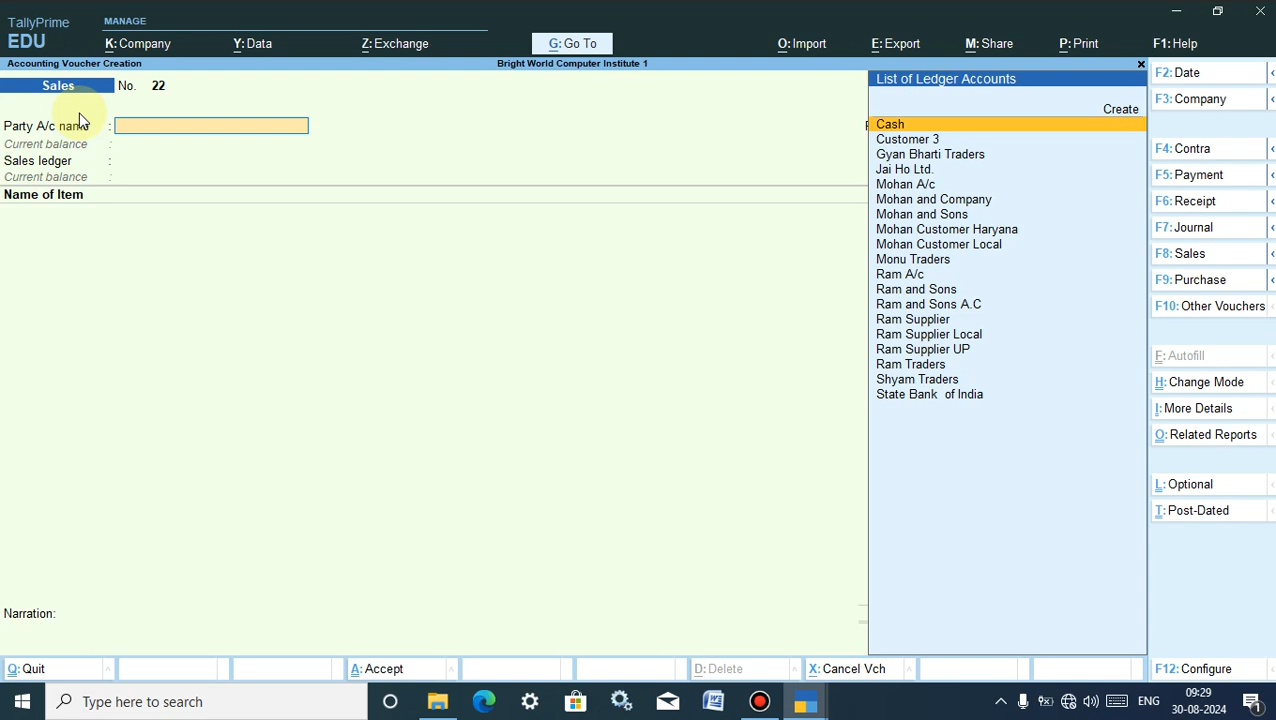 TallyPrime
EDU
MANAGE
K: Company
Y: Data
Z: Exchange
G: Go To
O: Import
E: Export
M: Share
P: Print
F1: Help
Accounting Voucher Creation
Bright World Computer Institute 1
Sales
No. 22
Party A/c name :
Current balance :
Sales ledger :
Current balance :
Name of Item
Narration:
List of Ledger Accounts
Create
Cash
Customer 3
Gyan Bharti Traders
Jai Ho Ltd.
Mohan A/c
Mohan and Company
Mohan and Sons
Mohan Customer Haryana
Mohan Customer Local
Monu Traders
Ram A/c
Ram and Sons
Ram and Sons A.C
Ram Supplier
Ram Supplier Local
Ram Supplier UP
Ram Traders
Shyam Traders
State Bank of India
F2: Date
F3: Company
F4: Contra
F5: Payment
F6: Receipt
F7: Journal
F8: Sales
F9: Purchase
F10: Other Vouchers
F: Autofill
H: Change Mode
I: More Details
O: Related Reports
L: Optional
T: Post-Dated
Q: Quit
A: Accept
D: Delete
X: Cancel Vch
F12: Configure
Type here to search
ENG
09:29
30-08-2024
1